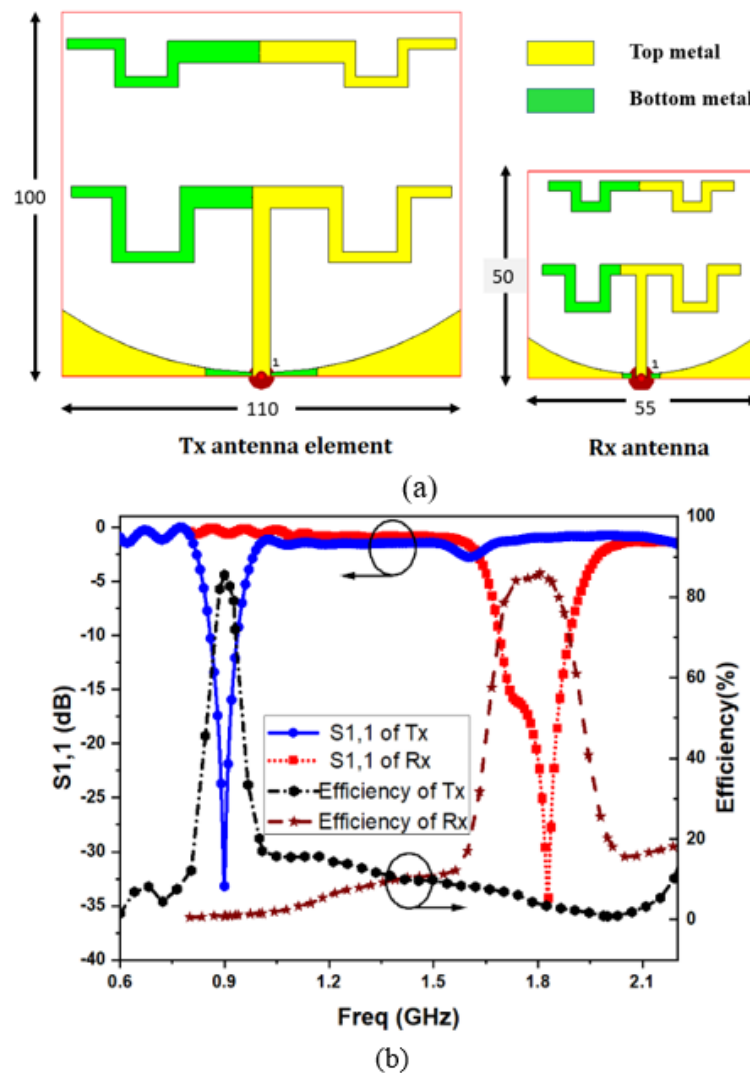 Top metal
Bottom metal
100
1
110
Tx antenna element
50
1
55
Rx antenna
(a)
0
-5
-10
-15
-20
-25
-30
-35
-40
S1,1 (dB)
S1,1 of Tx
S1,1 of Rx
Efficiency of Tx
Efficiency of Rx
100
80
60
40
20
0
Efficiency(%)
0.6
0.9
1.2
1.5
1.8
2.1
Freq (GHz)
(b)